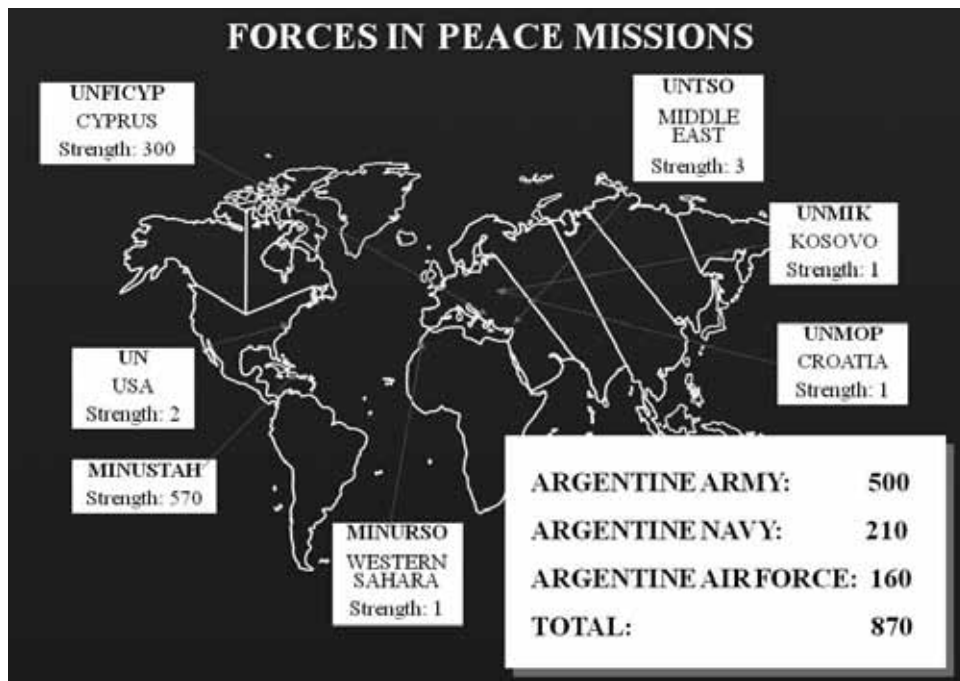 FORCES IN PEACE MISSIONS
UNFICYP
CYPRUS
Strength: 300
UNTSO
MIDDLE
EAST
Strength: 3
UNMIK
KOSOVO
Strength: 1
UNMOP
CROATIA
Strength: 1
UN
USA
Strength: 2
MINUSTAH
Strength: 570
MINURSO
WESTERN
SAHARA
Strength: 1
ARGENTINE ARMY: 500
ARGENTINE NAVY: 210
ARGENTINE AIR FORCE: 160
TOTAL: 870